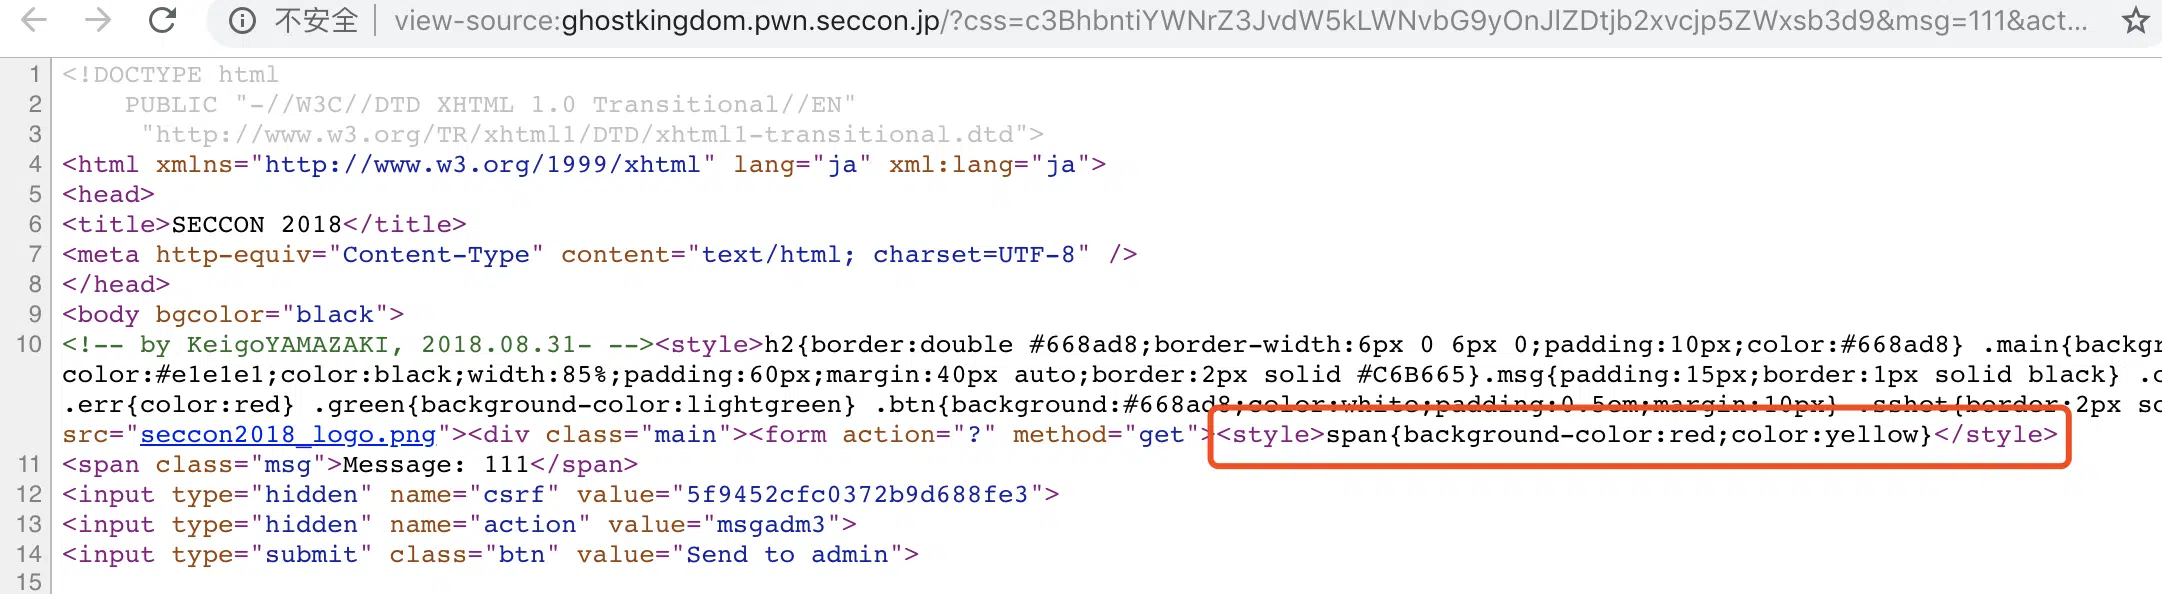 不安全 | view-source:ghostkingdom.pwn.seccon.jp/?css=c3BhbntiYWNrZ3JvdW5kLWNvbG9yOnJlZDtjb2xvcjp5ZWxsb3d9&msg=111&act...
1 <!DOCTYPE html
2 PUBLIC "-//W3C//DTD XHTML 1.0 Transitional//EN"
3 "http://www.w3.org/TR/xhtml1/DTD/xhtml1-transitional.dtd">
4 <html xmlns="http://www.w3.org/1999/xhtml" lang="ja" xml:lang="ja">
5 <head>
6 <title>SECCON 2018</title>
7 <meta http-equiv="Content-Type" content="text/html; charset=UTF-8" />
8 </head>
9 <body bgcolor="black">
10 <!-- by KeigoYAMAZAKI, 2018.08.31- --><style>h2{border:double #668ad8;border-width:6px 0 6px 0;padding:10px;color:#668ad8} .main{backgr
color:#e1e1e1;color:black;width:85%;padding:60px;margin:40px auto;border:2px solid #C6B665}.msg{padding:15px;border:1px solid black} .c
.err{color:red} .green{background-color:lightgreen} .btn{background:#668ad8;color:white;padding:0.5em;margin:10px} .sshot{border:2px so
src="seccon2018_logo.png"><div class="main"><form action="?" method="get"><style>span{background-color:red;color:yellow}</style>
11 <span class="msg">Message: 111</span>
12 <input type="hidden" name="csrf" value="5f9452cfc0372b9d688fe3">
13 <input type="hidden" name="action" value="msgadm3">
14 <input type="submit" class="btn" value="Send to admin">
15